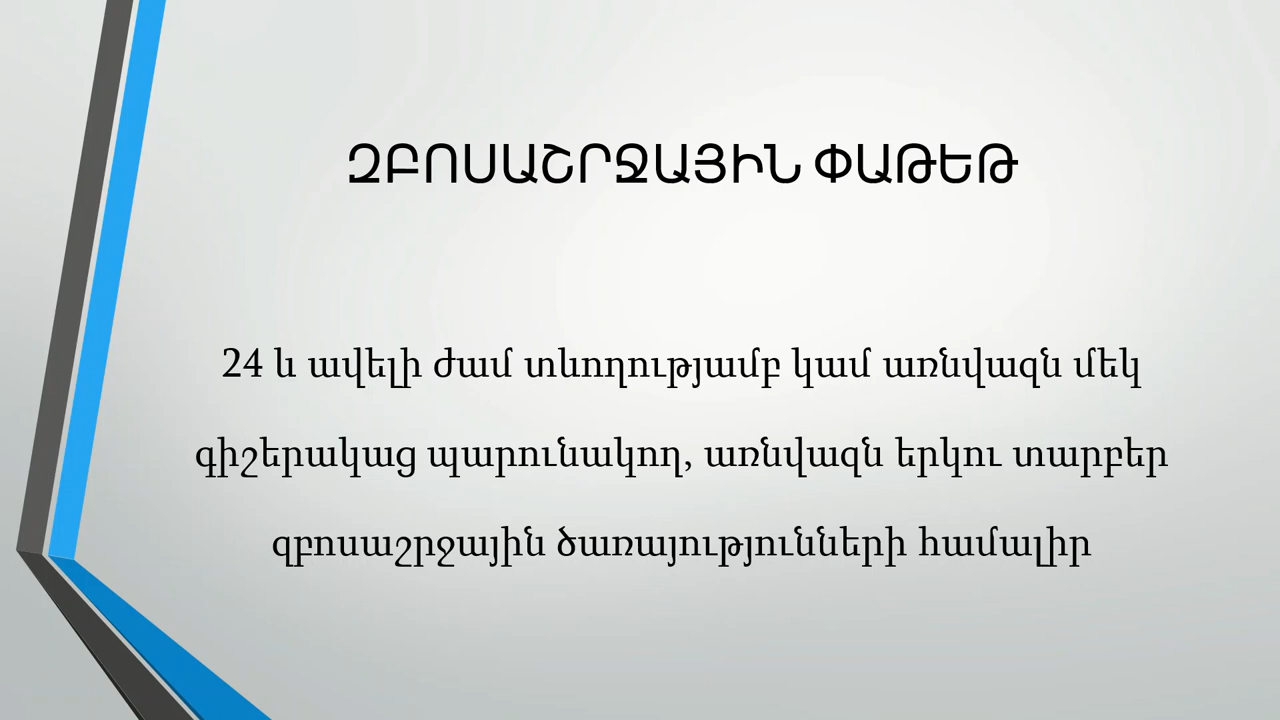 ԶԲՈՍԱՇՐՋԱՅԻՆ ՓԱԹԵԹ
24 և ավելի ժամ տևողությամբ կամ առնվազն մեկ
գիշերակաց պարունակող, առնվազն երկու տարբեր
զբոսաշրջային ծառայությունների համալիր